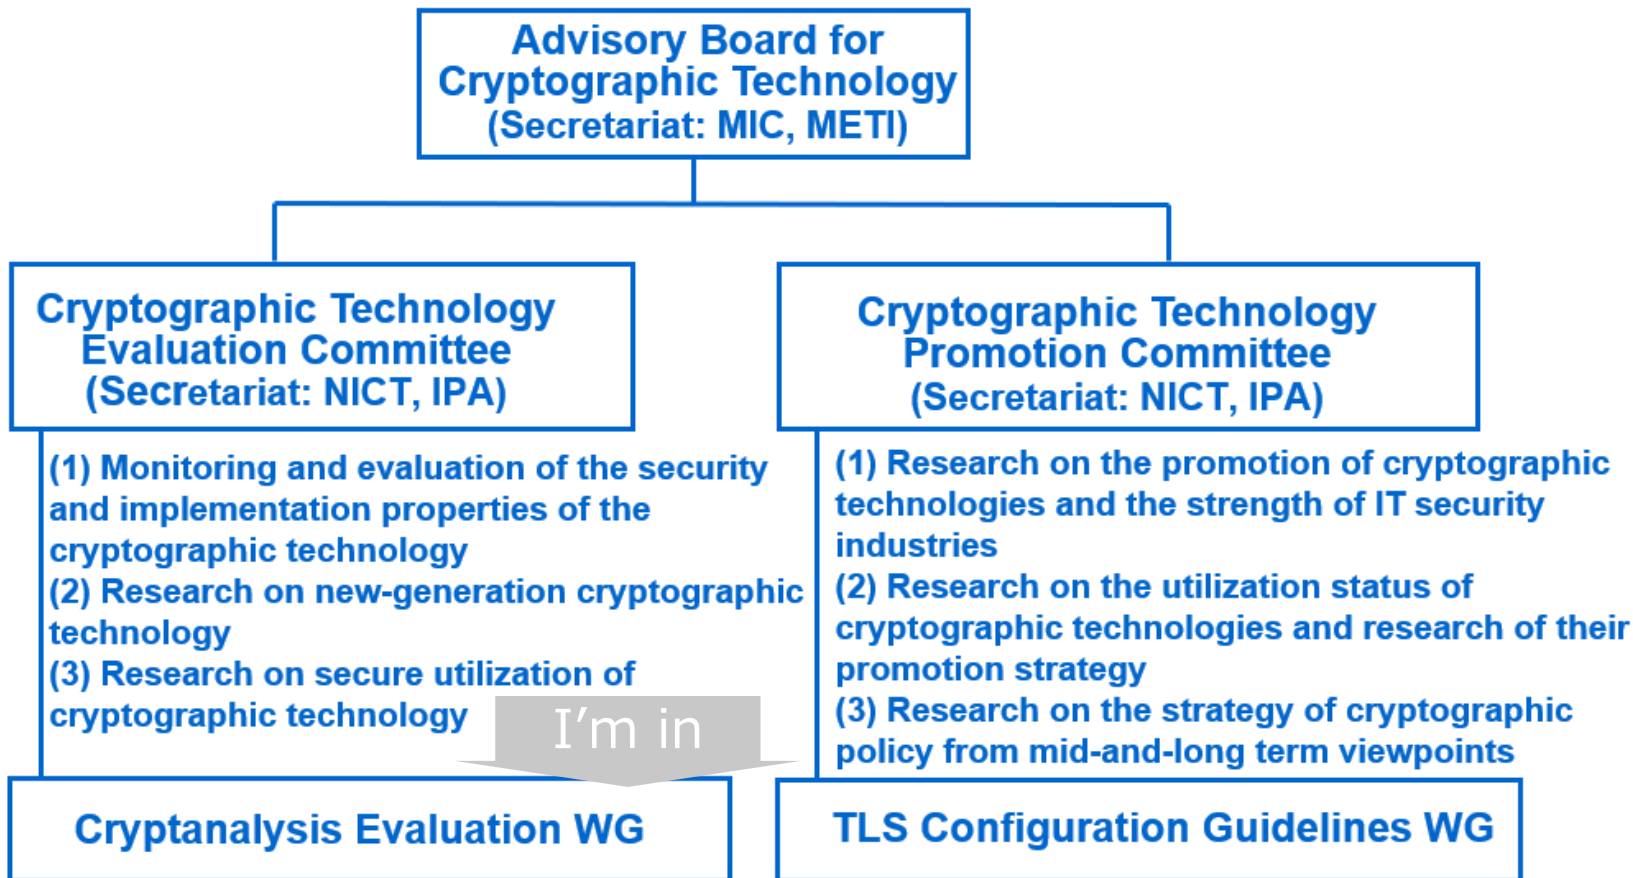 Advisory Board for
Cryptographic Technology
(Secretariat: MIC, METI)
Cryptographic Technology
Evaluation Committee
(Secretariat: NICT, IPA)
(1) Monitoring and evaluation of the security
and implementation properties of the
cryptographic technology
(2) Research on new-generation cryptographic
technology
(3) Research on secure utilization of
cryptographic technology
I’m in
Cryptanalysis Evaluation WG
Cryptographic Technology
Promotion Committee
(Secretariat: NICT, IPA)
(1) Research on the promotion of cryptographic
technologies and the strength of IT security
industries
(2) Research on the utilization status of
cryptographic technologies and research of their
promotion strategy
(3) Research on the strategy of cryptographic
policy from mid-and-long term viewpoints
TLS Configuration Guidelines WG